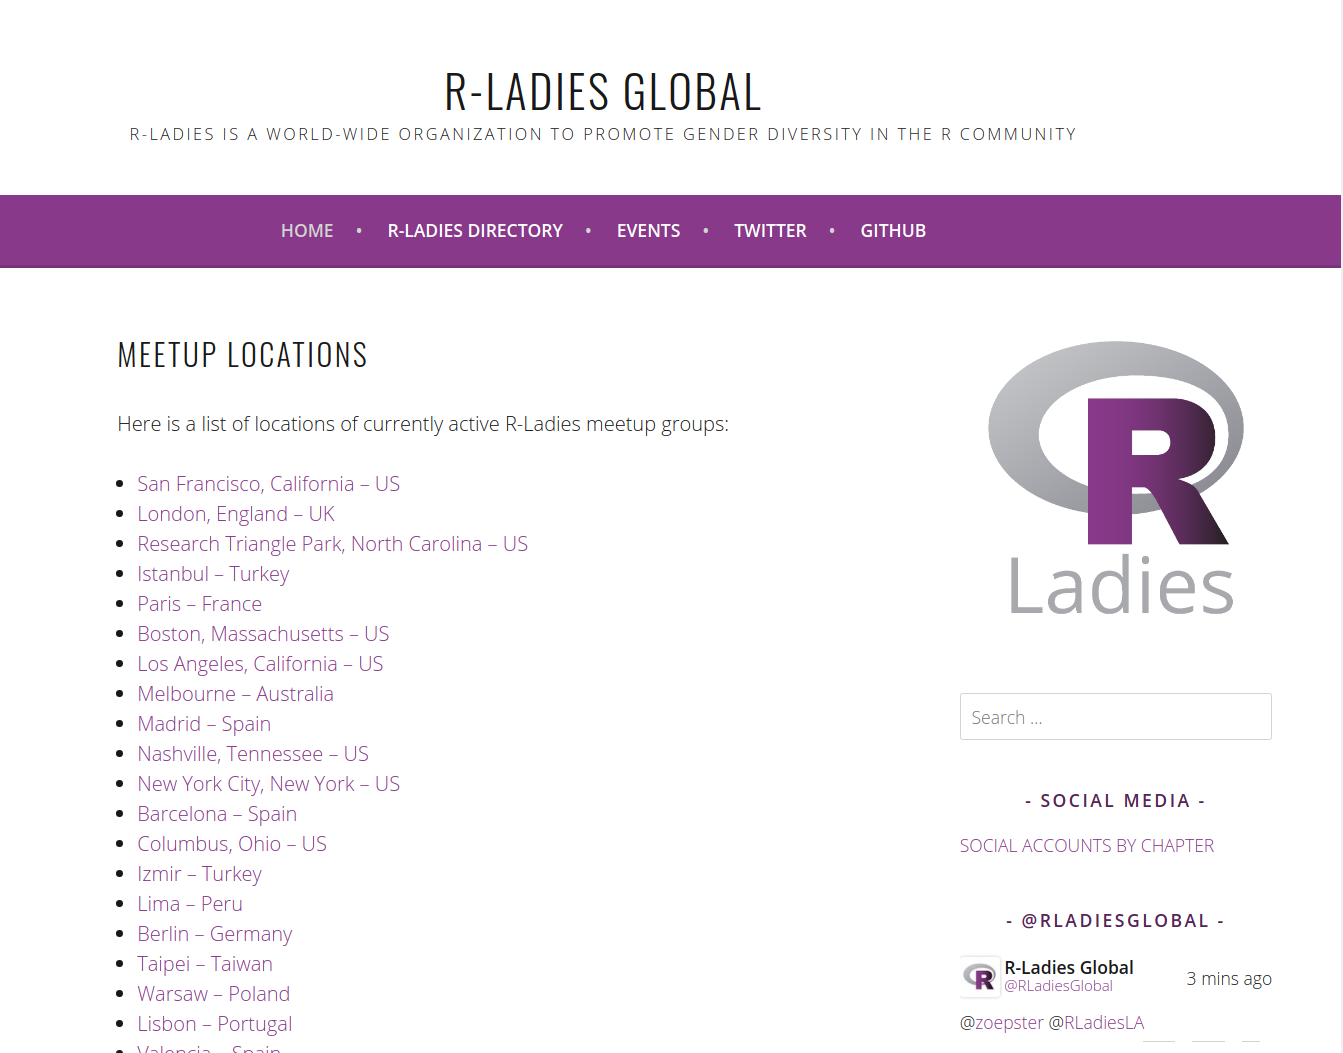 R-LADIES GLOBAL
R-LADIES IS A WORLD-WIDE ORGANIZATION TO PROMOTE GENDER DIVERSITY IN THE R COMMUNITY
HOME • R-LADIES DIRECTORY • EVENTS • TWITTER • GITHUB
MEETUP LOCATIONS
Here is a list of locations of currently active R-Ladies meetup groups:
• San Francisco, California – US
• London, England – UK
• Research Triangle Park, North Carolina – US
• Istanbul – Turkey
• Paris – France
• Boston, Massachusetts – US
• Los Angeles, California – US
• Melbourne – Australia
• Madrid – Spain
• Nashville, Tennessee – US
• New York City, New York – US
• Barcelona – Spain
• Columbus, Ohio – US
• Izmir – Turkey
• Lima – Peru
• Berlin – Germany
• Taipei – Taiwan
• Warsaw – Poland
• Lisbon – Portugal
• Valencia – Spain
R
Ladies
Search ...
- SOCIAL MEDIA -
SOCIAL ACCOUNTS BY CHAPTER
- @RLADIESGLOBAL -
R-Ladies Global
@RLadiesGlobal
3 mins ago
@zoepster @RLadiesLA